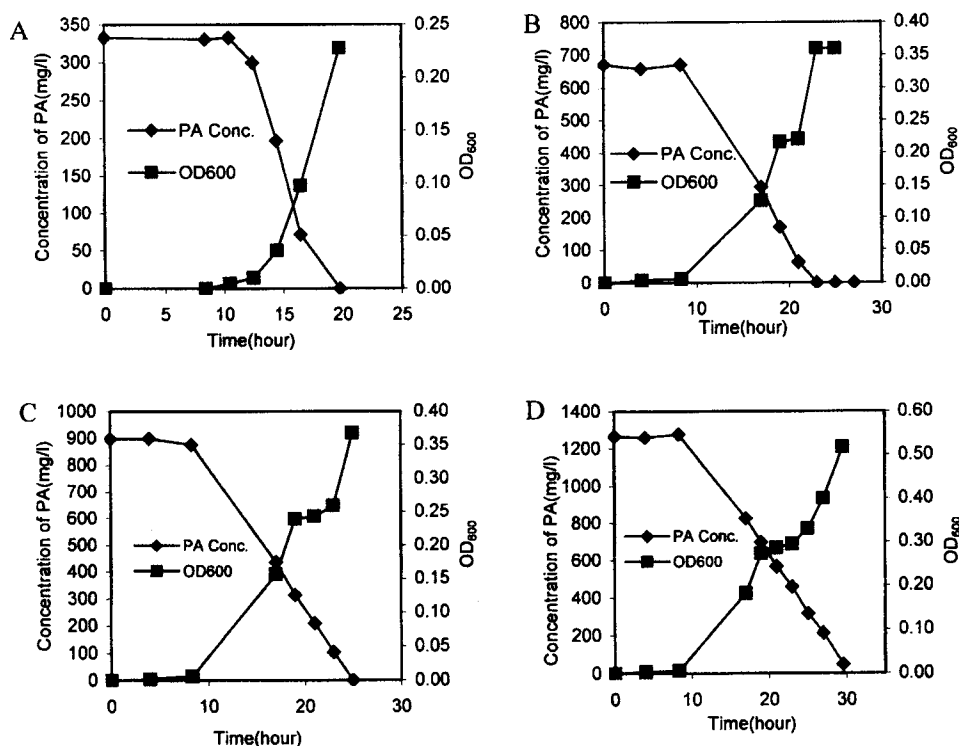 A
Concentration of PA(mg/l)
350
300
250
200
150
100
50
0
0.25
0.20
0.15
0.10
0.05
0.00
OD600
PA Conc.
OD600
0 5 10 15 20 25
Time(hour)
B
Concentration of PA(mg/l)
800
700
600
500
400
300
200
100
0
0.40
0.35
0.30
0.25
0.20
0.15
0.10
0.05
0.00
OD600
PA Conc.
OD600
0 10 20 30
Time(hour)
C
Concentration of PA(mg/l)
1000
900
800
700
600
500
400
300
200
100
0
0.40
0.35
0.30
0.25
0.20
0.15
0.10
0.05
0.00
OD600
PA Conc.
OD600
0 10 20 30
Time(hour)
D
Concentration of PA(mg/l)
1400
1200
1000
800
600
400
200
0
0.60
0.50
0.40
0.30
0.20
0.10
0.00
OD600
PA Conc.
OD600
0 10 20 30
Time(hour)